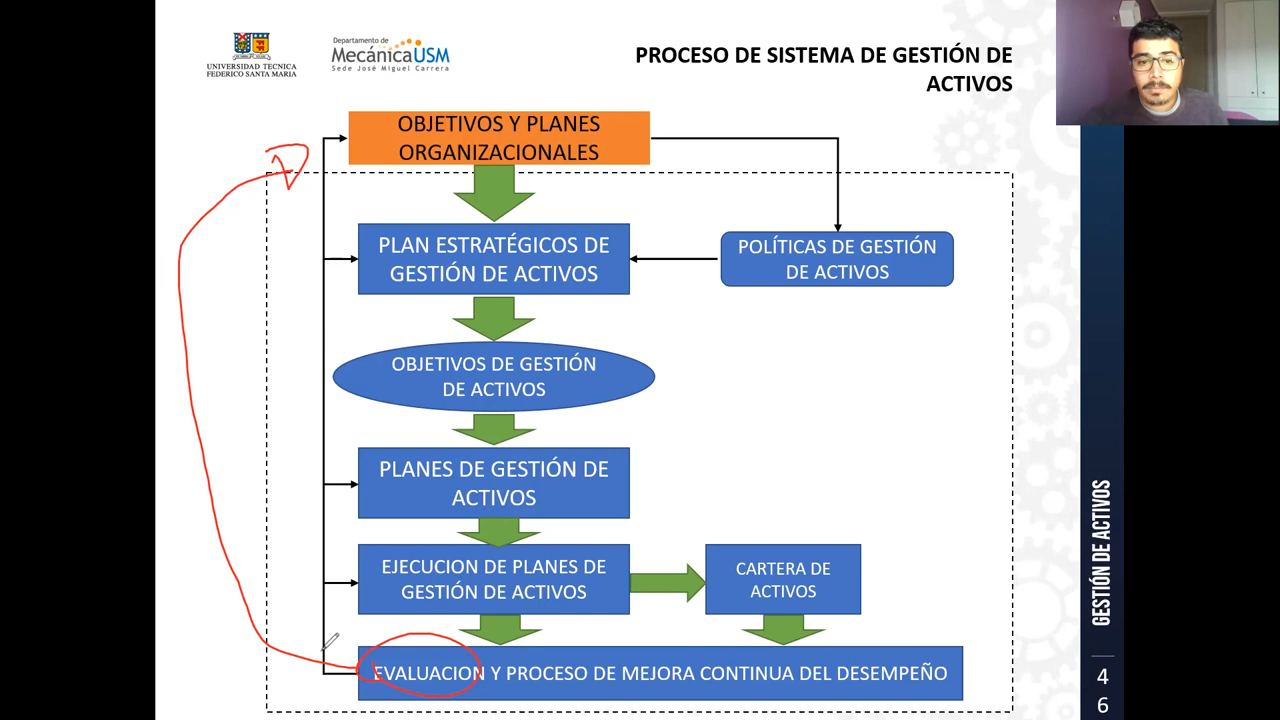 UNIVERSIDAD TECNICA
FEDERICO SANTA MARIA
Departamento de
MecánicaUSM
Sede José Miguel Carrera
PROCESO DE SISTEMA DE GESTIÓN DE
ACTIVOS
OBJETIVOS Y PLANES
ORGANIZACIONALES
PLAN ESTRATÉGICOS DE
GESTIÓN DE ACTIVOS
POLÍTICAS DE GESTIÓN
DE ACTIVOS
OBJETIVOS DE GESTIÓN
DE ACTIVOS
PLANES DE GESTIÓN DE
ACTIVOS
EJECUCION DE PLANES DE
GESTIÓN DE ACTIVOS
CARTERA DE
ACTIVOS
EVALUACION Y PROCESO DE MEJORA CONTINUA DEL DESEMPEÑO
GESTIÓN DE ACTIVOS
4
6